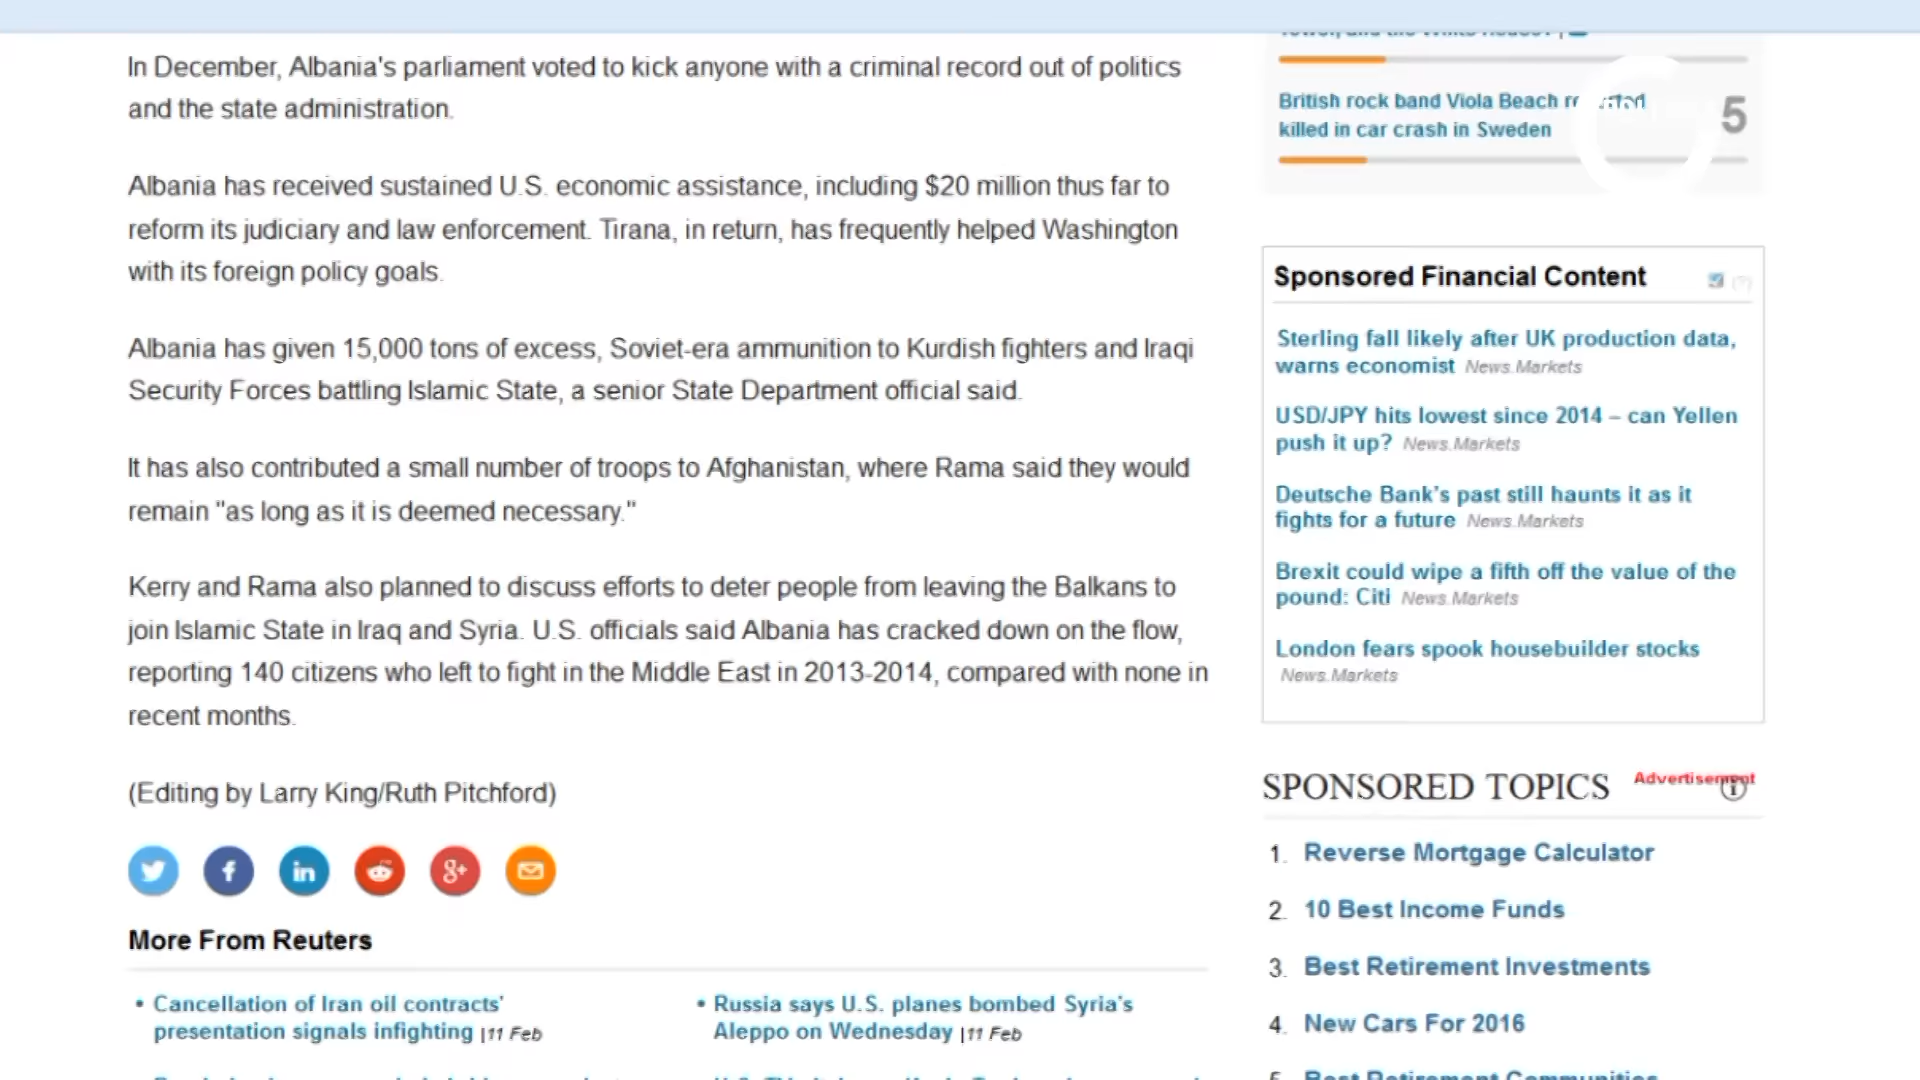 In December, Albania's parliament voted to kick anyone with a criminal record out of politics
and the state administration.
Albania has received sustained U.S. economic assistance, including $20 million thus far to
reform its judiciary and law enforcement. Tirana, in return, has frequently helped Washington
with its foreign policy goals.
Albania has given 15,000 tons of excess, Soviet-era ammunition to Kurdish fighters and Iraqi
Security Forces battling Islamic State, a senior State Department official said.
It has also contributed a small number of troops to Afghanistan, where Rama said they would
remain "as long as it is deemed necessary."
Kerry and Rama also planned to discuss efforts to deter people from leaving the Balkans to
join Islamic State in Iraq and Syria. U.S. officials said Albania has cracked down on the flow,
reporting 140 citizens who left to fight in the Middle East in 2013-2014, compared with none in
recent months.
(Editing by Larry King/Ruth Pitchford)
More From Reuters
• Cancellation of Iran oil contracts'
presentation signals infighting |11 Feb
• Russia says U.S. planes bombed Syria's
Aleppo on Wednesday |11 Feb
British rock band Viola Beach
killed in car crash in Sweden
5
Sponsored Financial Content
Sterling fall likely after UK production data,
warns economist News.Markets
USD/JPY hits lowest since 2014 – can Yellen
push it up? News.Markets
Deutsche Bank's past still haunts it as it
fights for a future News.Markets
Brexit could wipe a fifth off the value of the
pound: Citi News.Markets
London fears spook housebuilder stocks
News.Markets
SPONSORED TOPICS Advertisement
1. Reverse Mortgage Calculator
2. 10 Best Income Funds
3. Best Retirement Investments
4. New Cars For 2016
5. Best Retirement Communities